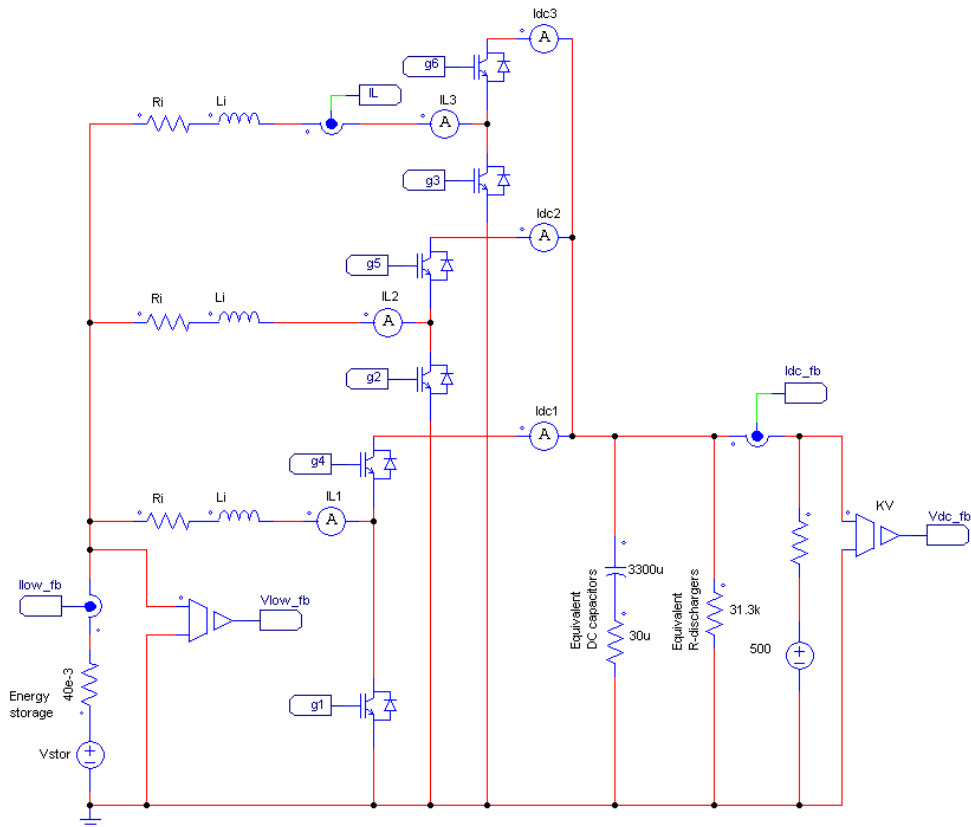 Idc3
A
g6
IL
Ri
Li
IL3
A
g3
Idc2
A
g5
Ri
Li
IL2
A
g2
Idc_fb
Idc1
A
g4
Ri
Li
IL1
A
KV
Vdc_fb
Ilow_fb
Vlow_fb
Equivalent
DC capacitors
3300u
30u
Equivalent
R-dischargers
31.3k
500
40e-3
Energy
storage
g1
Vstor